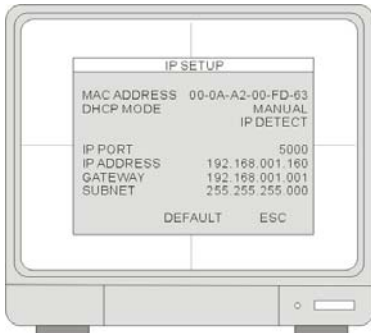 IP SETUP
MAC ADDRESS 00-0A-A2-00-FD-63
DHCP MODE MANUAL
IP DETECT
IP PORT 5000
IP ADDRESS 192.168.001.160
GATEWAY 192.168.001.001
SUBNET 255.255.255.000
DEFAULT ESC